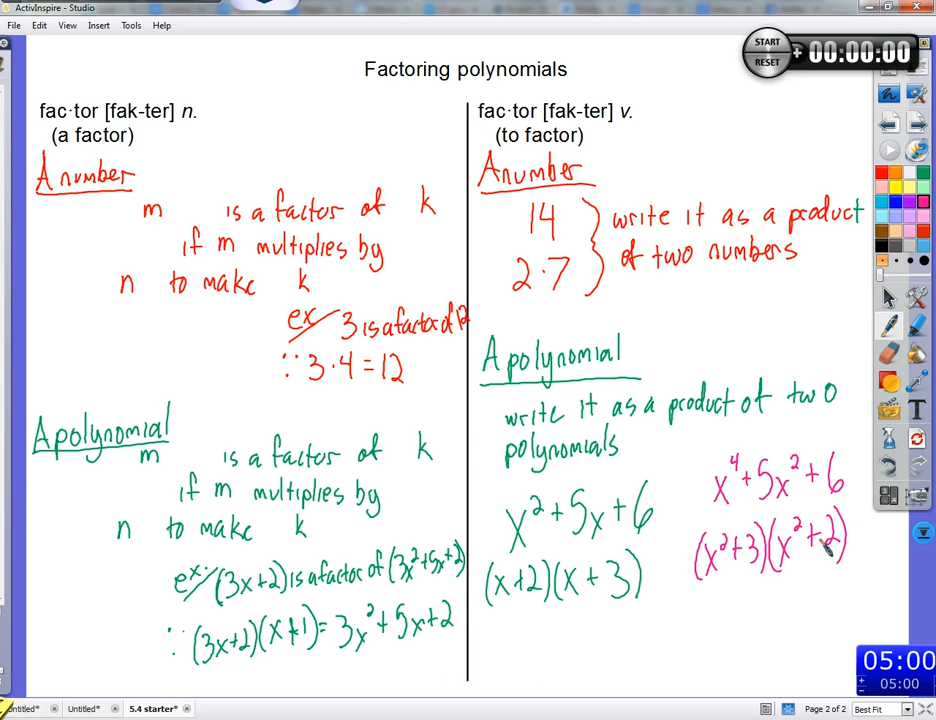 ActivInspire - Studio
File Edit View Insert Tools Help
START
RESET
00:00:00
Factoring polynomials
fac·tor [fak-ter] n.
(a factor)
A number
m is a factor of k
if m multiplies by
n to make k
ex/ 3 is a factor of 12
∵ 3·4 = 12
A polynomial
m is a factor of k
if m multiplies by
n to make k
ex/ (3x+2) is a factor of (3x²+5x+2)
∵ (3x+2)(x+1) = 3x²+5x+2
fac·tor [fak-ter] v.
(to factor)
A number
14
2·7
write it as a product
of two numbers
A polynomial
write it as a product of two
polynomials
x²+5x+6
(x+2)(x+3)
x⁴+5x²+6
(x²+3)(x²+2)
05:00
05:00
ntitled* Untitled* 5.4 starter* Page 2 of 2 Best Fit